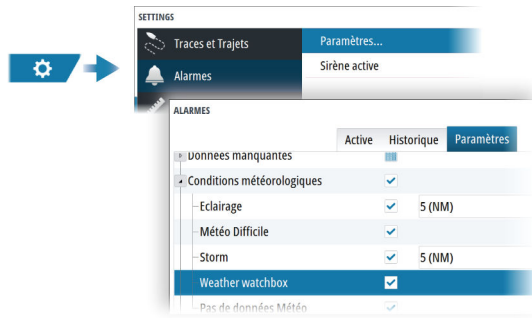 SETTINGS
Traces et Trajets
Paramètres...
Alarmes
Sirène active
ALARMES
Active Historique Paramètres
Données manquantes
Conditions météorologiques
Eclairage 5 (NM)
Météo Difficile
Storm 5 (NM)
Weather watchbox
Pas de données Météo